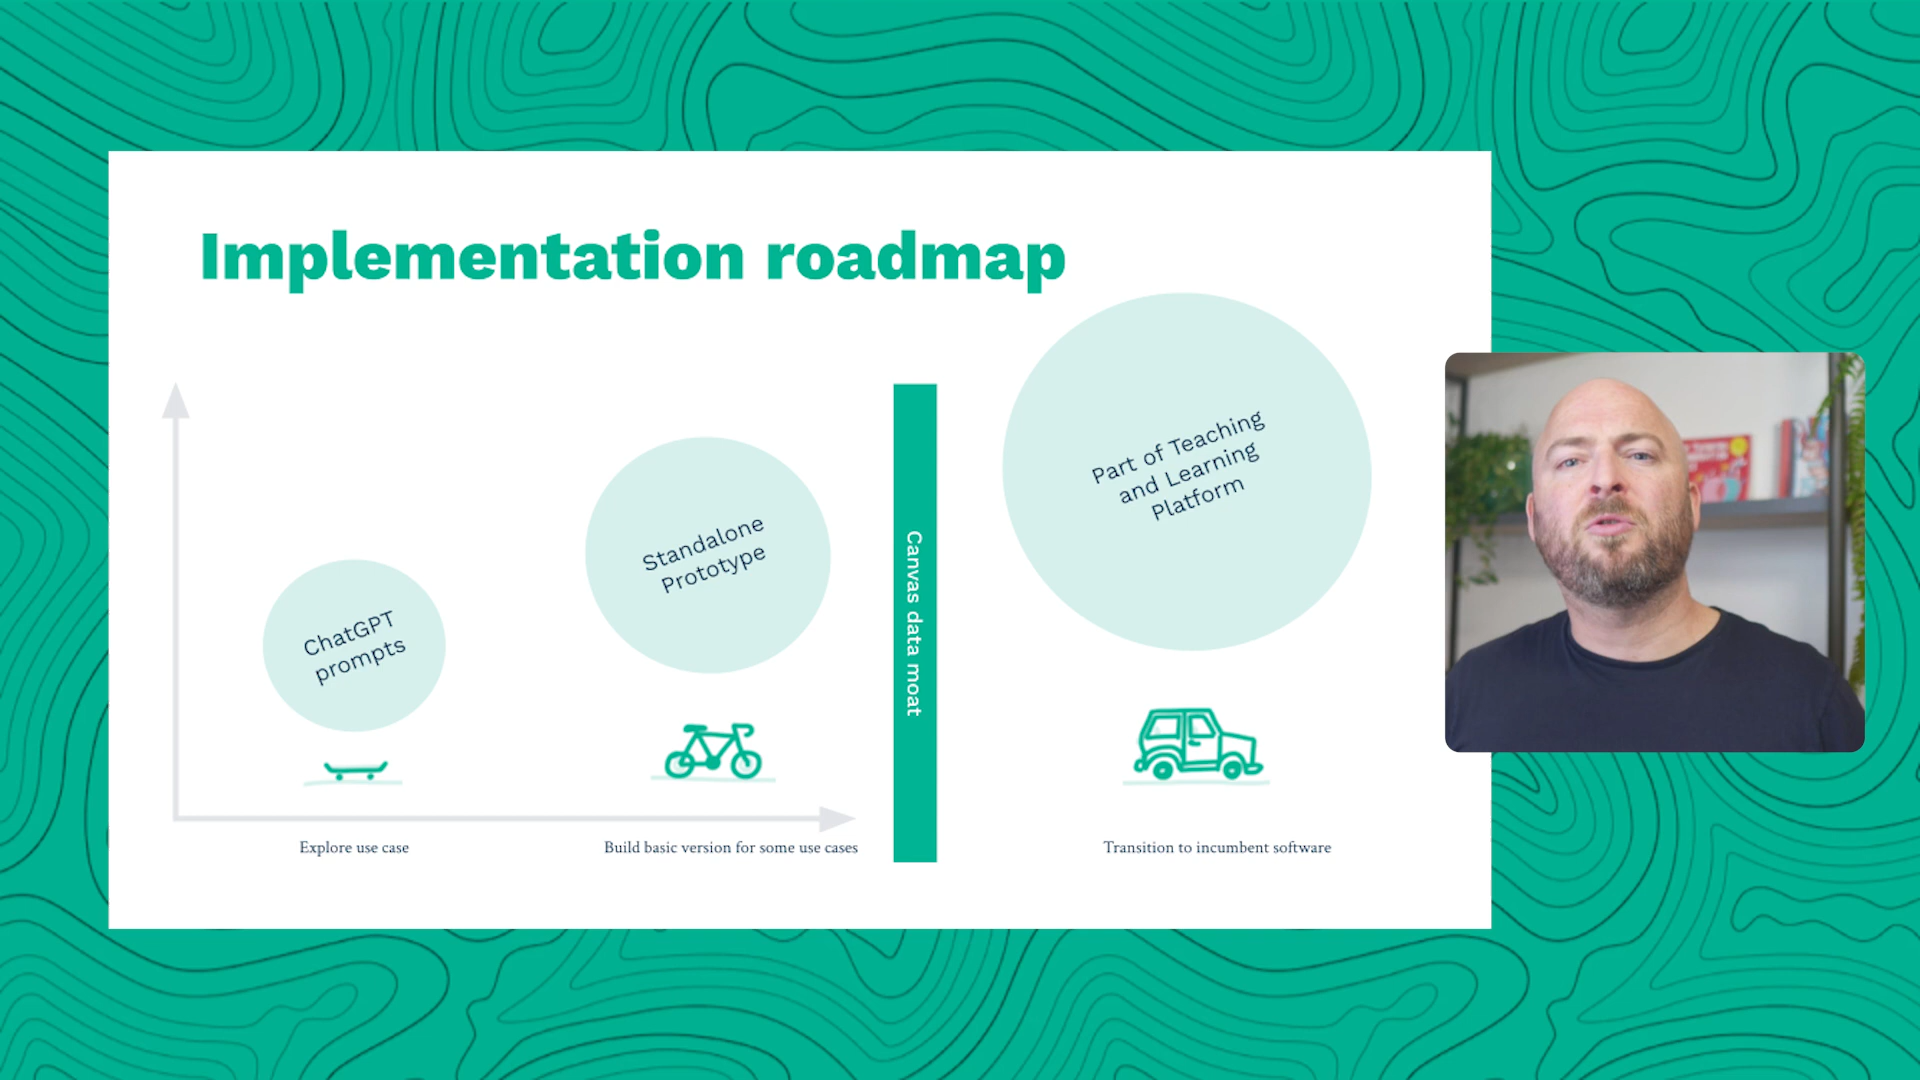 Implementation roadmap
ChatGPT
prompts
Standalone
Prototype
Canvas data moat
Part of Teaching
and Learning
Platform
Explore use case
Build basic version for some use cases
Transition to incumbent software